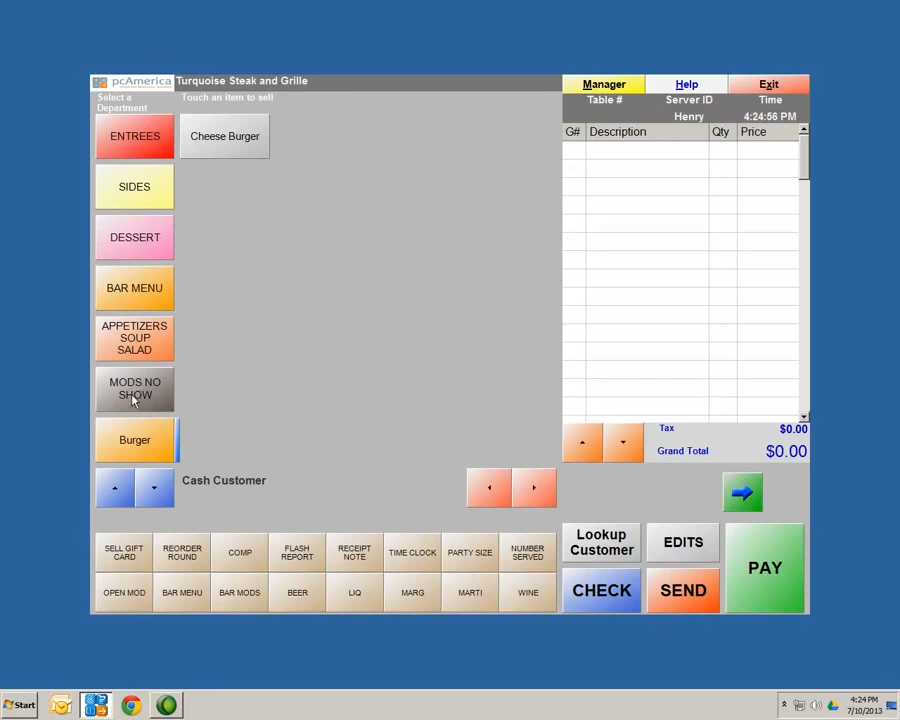 pcAmerica
Turquoise Steak and Grille
Manager
Help
Exit
Select a
Department
Touch an item to sell
Table #
Server ID
Time
Henry
4:24:56 PM
G#
Description
Qty
Price
ENTREES
Cheese Burger
SIDES
DESSERT
BAR MENU
APPETIZERS
SOUP
SALAD
MODS NO
SHOW
Burger
Tax
$0.00
Grand Total
$0.00
Cash Customer
SELL GIFT
CARD
REORDER
ROUND
COMP
FLASH
REPORT
RECEIPT
NOTE
TIME CLOCK
PARTY SIZE
NUMBER
SERVED
OPEN MOD
BAR MENU
BAR MODS
BEER
LIQ
MARG
MARTI
WINE
Lookup
Customer
EDITS
PAY
CHECK
SEND
Start
4:24 PM
7/10/2013